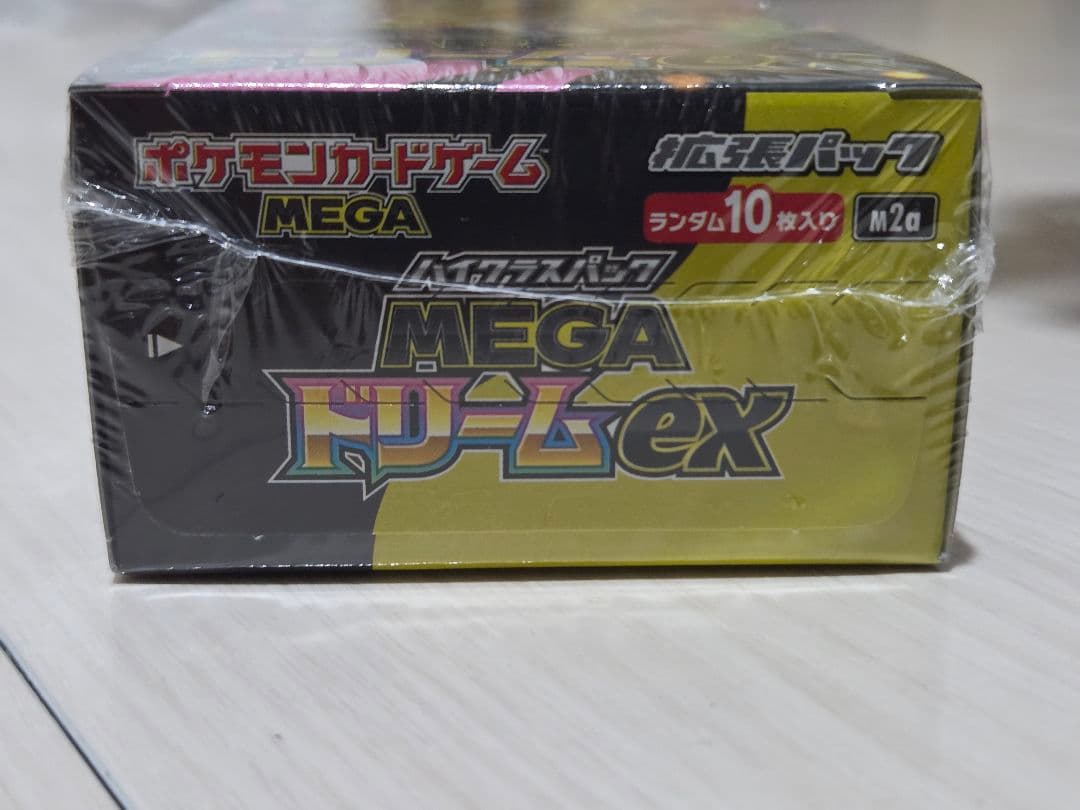 ポケモンカードゲーム
MEGA
拡張パック
ランダム10枚入り
M2a
ハイクラスパック
MEGA
ドリームex